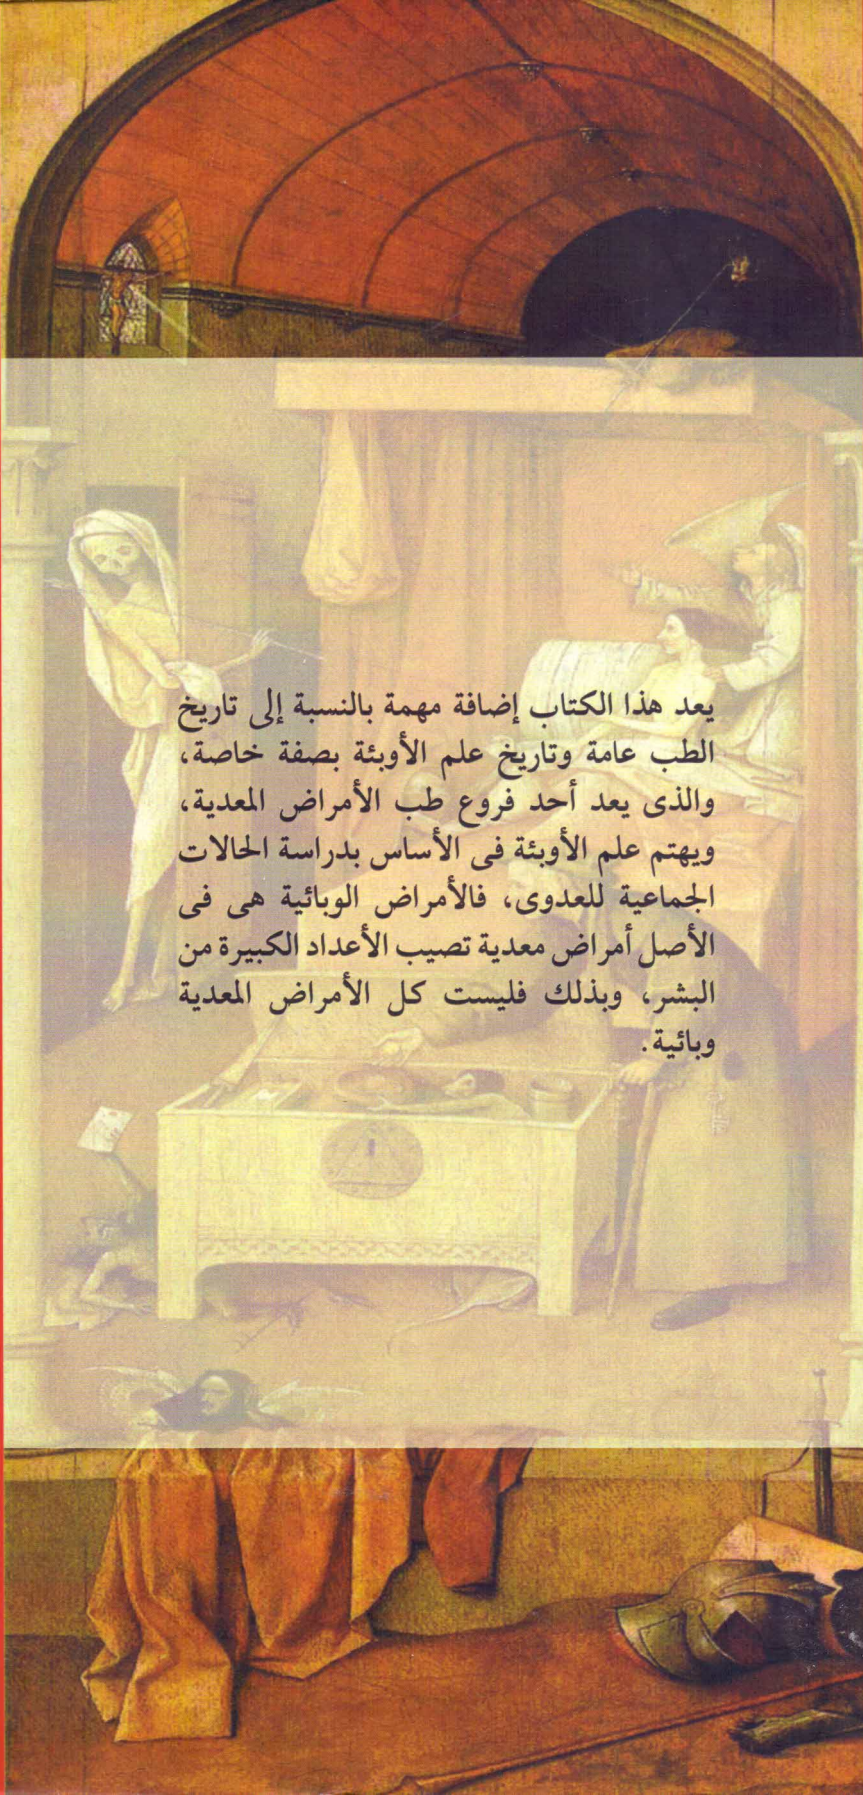 يعد هذا الكتاب إضافة مهمة بالنسبة إلى تاريخ
الطب عامة وتاريخ علم الأوبئة بصفة خاصة،
والذى يعد أحد فروع طب الأمراض المعدية،
ويهتم علم الأوبئة فى الأساس بدراسة الحالات
الجماعية للعدوى، فالأمراض الوبائية هى فى
الأصل أمراض معدية تصيب الأعداد الكبيرة من
البشر، وبذلك فليست كل الأمراض المعدية
وبائية.